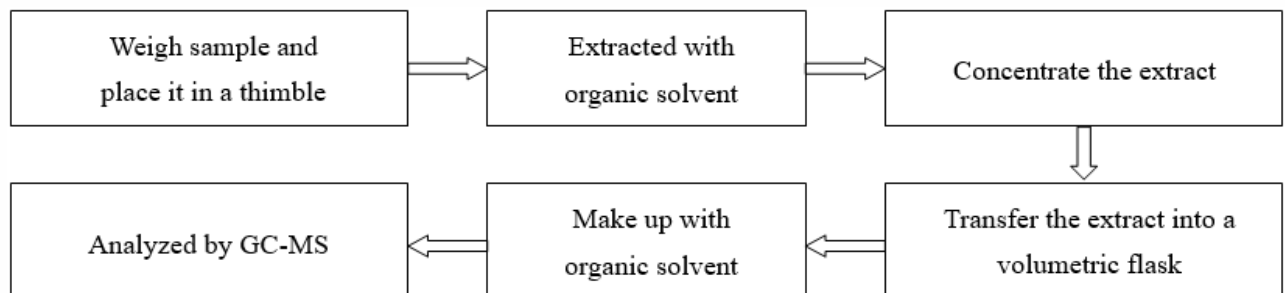 Weigh sample and
place it in a thimble
Extracted with
organic solvent
Concentrate the extract
Transfer the extract into a
volumetric flask
Make up with
organic solvent
Analyzed by GC-MS